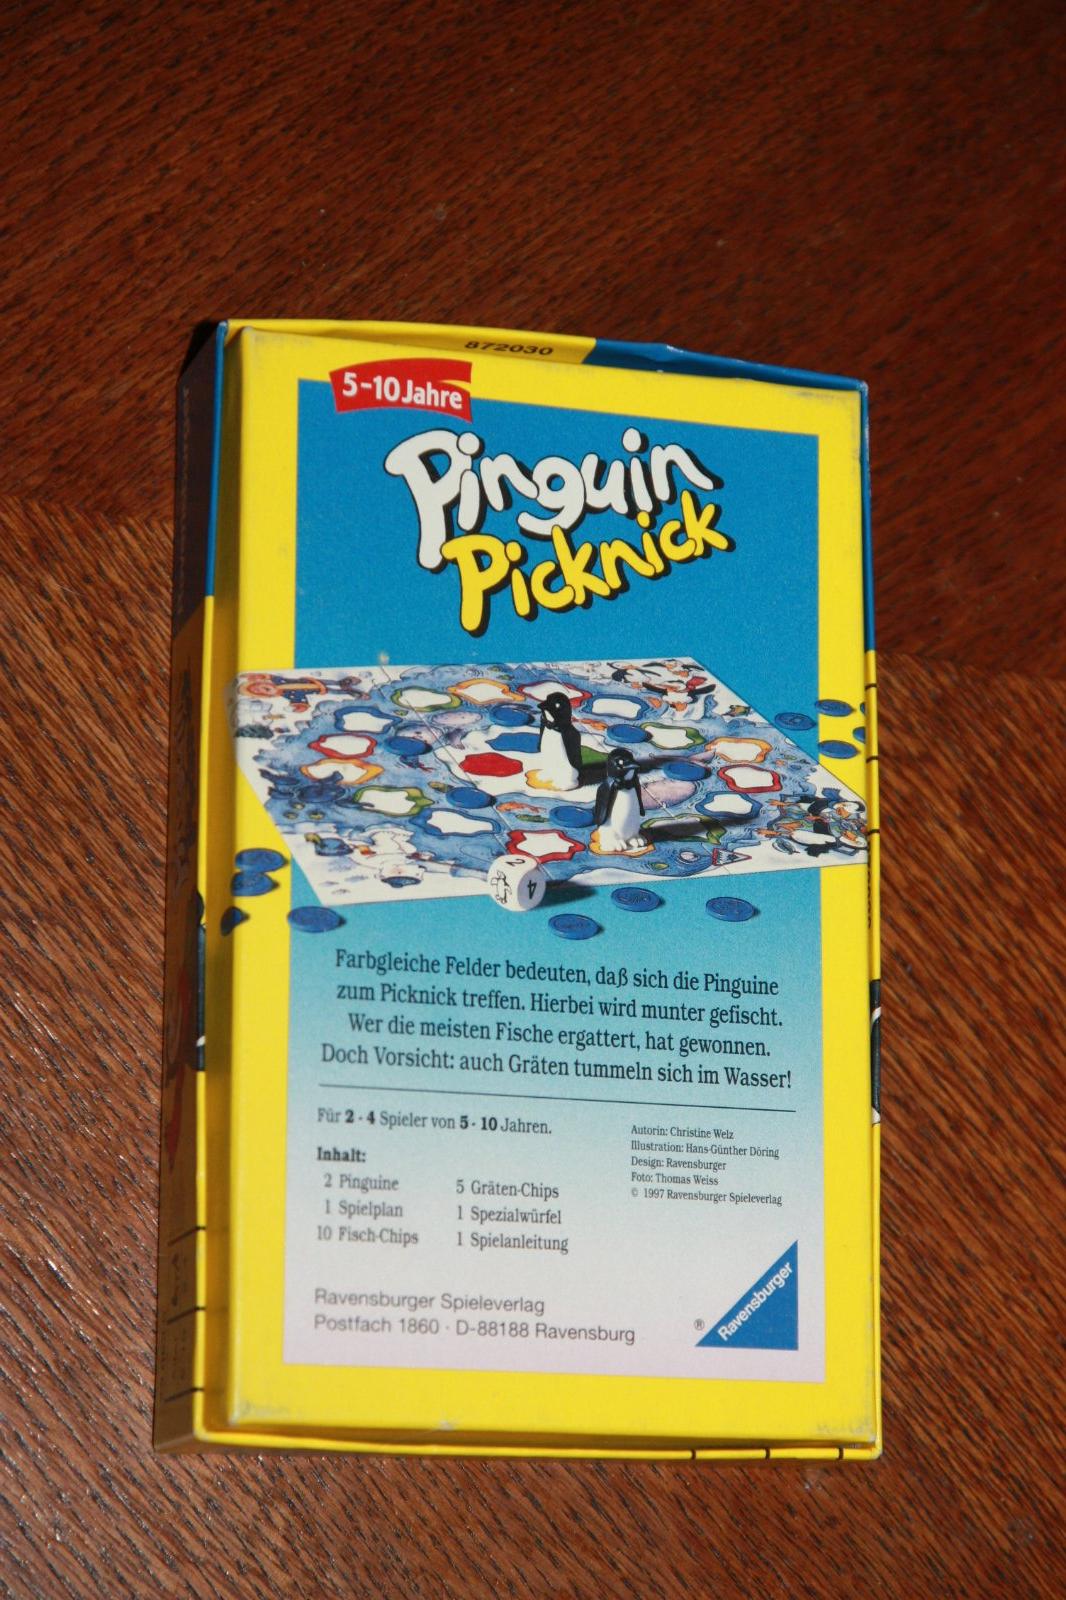 872030
5-10 Jahre
Pinguin
Picknick
2
4
Farbgleiche Felder bedeuten, daß sich die Pinguine
zum Picknick treffen. Hierbei wird munter gefischt.
Wer die meisten Fische ergattert, hat gewonnen.
Doch Vorsicht: auch Gräten tummeln sich im Wasser!
Für 2 - 4 Spieler von 5 - 10 Jahren.
Inhalt:
2 Pinguine
1 Spielplan
10 Fisch-Chips
5 Gräten-Chips
1 Spezialwürfel
1 Spielanleitung
Autorin: Christine Welz
Illustration: Hans-Günther Döring
Design: Ravensburger
Foto: Thomas Weiss
© 1997 Ravensburger Spieleverlag
Ravensburger Spieleverlag
Postfach 1860 · D-88188 Ravensburg
® Ravensburger